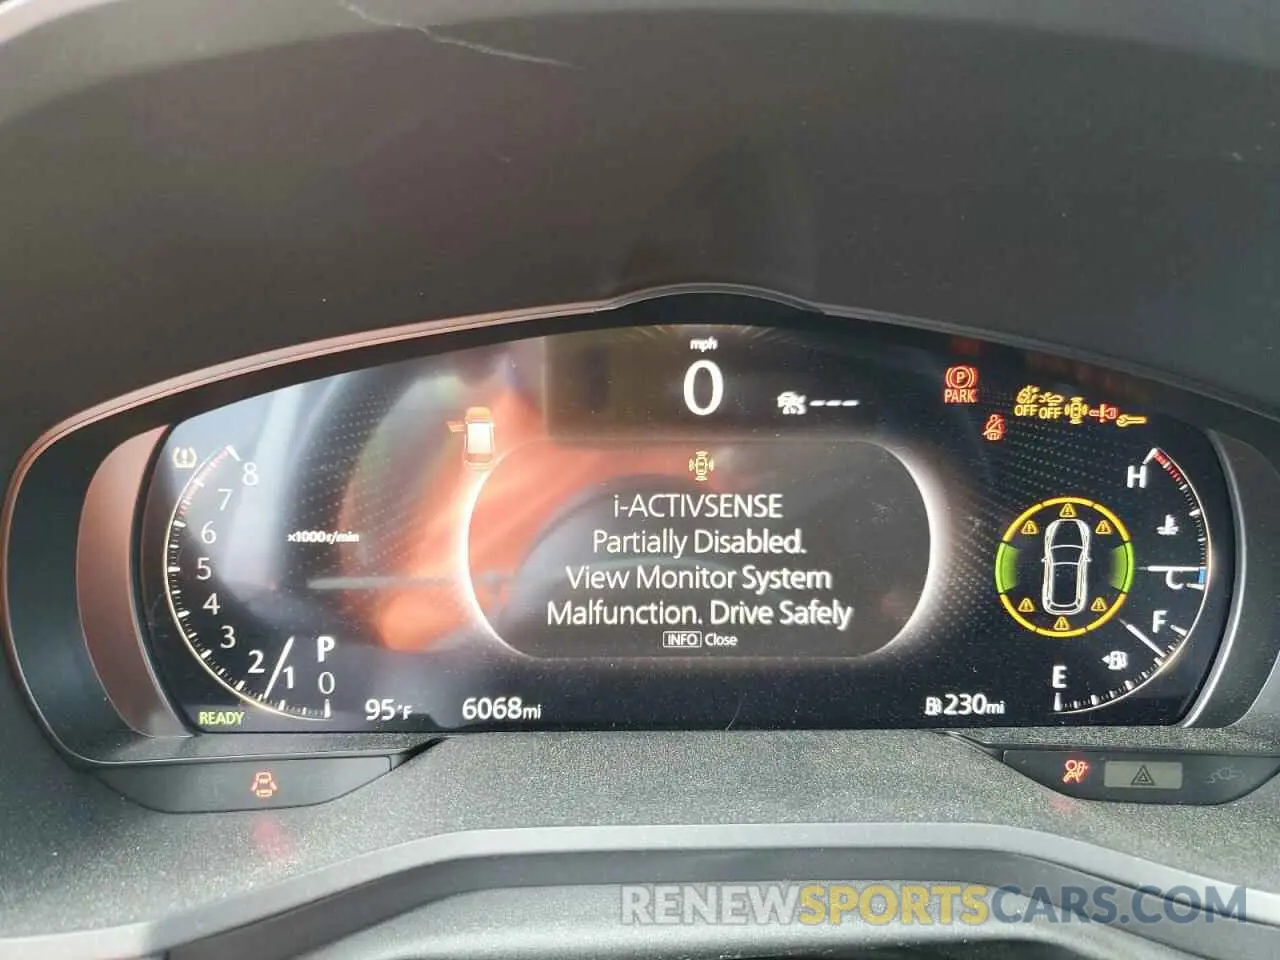 mph
0
PARK
OFF OFF
8
7
6
5
4
3
2
1
0
x1000r/min
P
READY
95°F
6068mi
i-ACTIVSENSE
Partially Disabled.
View Monitor System
Malfunction. Drive Safely
INFO Close
H
C
F
E
230mi
RENEWSPORTSCARS.COM